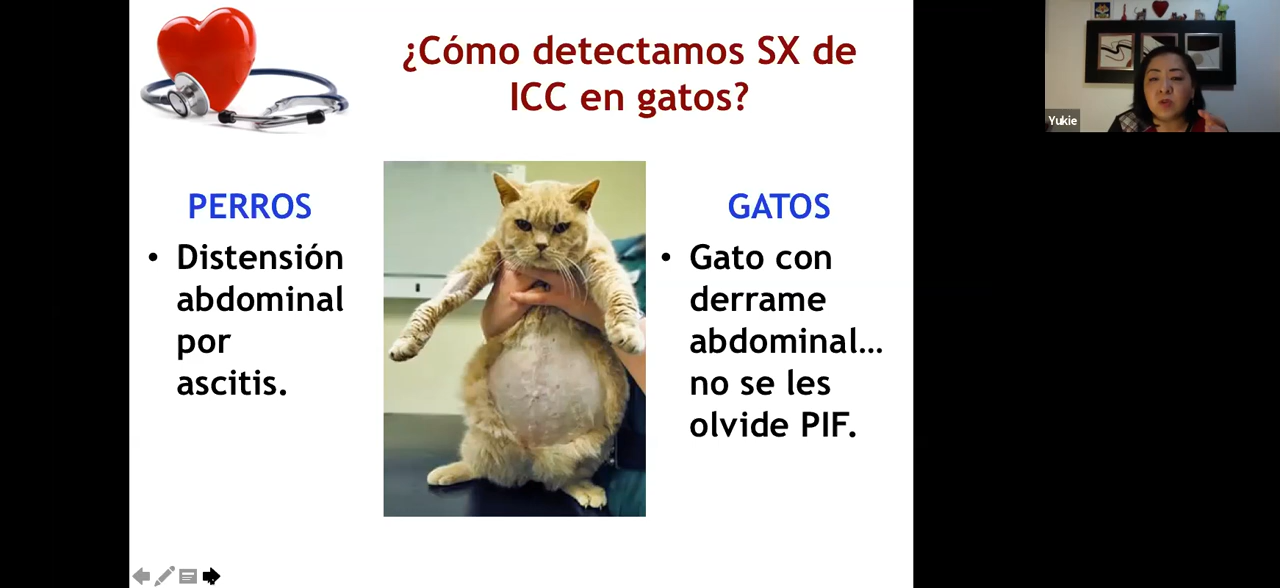 ¿Cómo detectamos SX de
ICC en gatos?
PERROS
• Distensión
abdominal
por
ascitis.
GATOS
• Gato con
derrame
abdominal...
no se les
olvide PIF.
Yukie